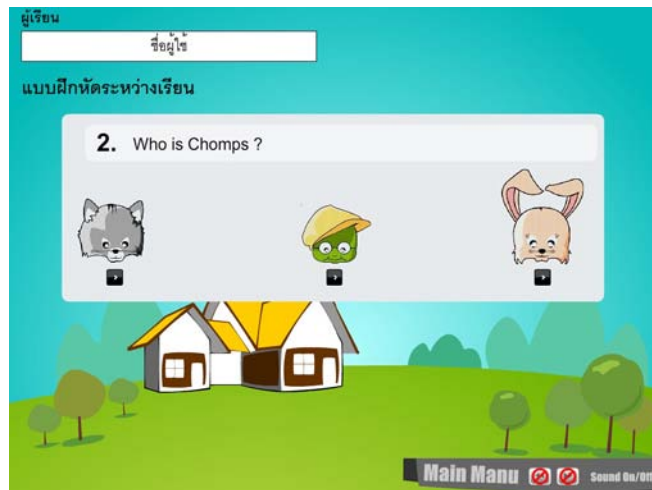 ผู้เรียน
ชื่อผู้ใช้
แบบฝึกหัดระหว่างเรียน
2. Who is Chomps ?
Main Manu Sound On/Off